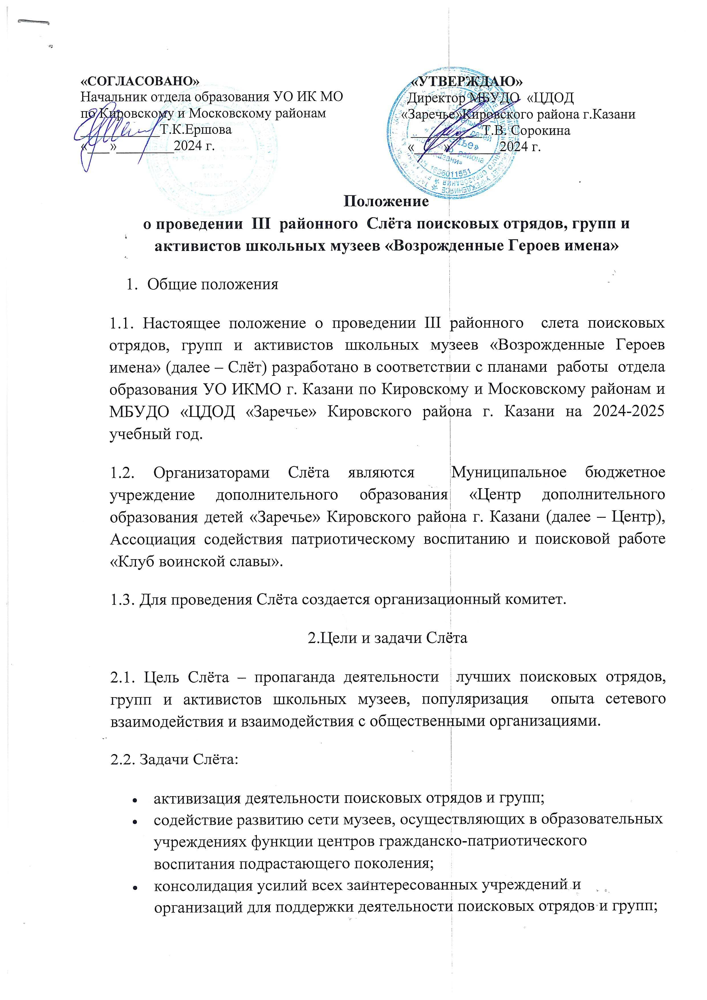 «СОГЛАСОВАНО»
Начальник отдела образования УО ИК МО
по Кировскому и Московскому районам
___________Т.К.Ершова
«___»________2024 г.
«УТВЕРЖДАЮ»
Директор МБУДО «ЦДОД
«Заречье»Кировского района г.Казани
__________Т.В. Сорокина
«____»_______2024 г.
детей
района
Казани»
1656011551
Положение
о проведении III районного Слёта поисковых отрядов, групп и
активистов школьных музеев «Возрожденные Героев имена»
1. Общие положения
1.1. Настоящее положение о проведении III районного слета поисковых
отрядов, групп и активистов школьных музеев «Возрожденные Героев
имена» (далее – Слёт) разработано в соответствии с планами работы отдела
образования УО ИКМО г. Казани по Кировскому и Московскому районам и
МБУДО «ЦДОД «Заречье» Кировского района г. Казани на 2024-2025
учебный год.
1.2. Организаторами Слёта являются Муниципальное бюджетное
учреждение дополнительного образования «Центр дополнительного
образования детей «Заречье» Кировского района г. Казани (далее – Центр),
Ассоциация содействия патриотическому воспитанию и поисковой работе
«Клуб воинской славы».
1.3. Для проведения Слёта создается организационный комитет.
2.Цели и задачи Слёта
2.1. Цель Слёта – пропаганда деятельности лучших поисковых отрядов,
групп и активистов школьных музеев, популяризация опыта сетевого
взаимодействия и взаимодействия с общественными организациями.
2.2. Задачи Слёта:
• активизация деятельности поисковых отрядов и групп;
• содействие развитию сети музеев, осуществляющих в образовательных
учреждениях функции центров гражданско-патриотического
воспитания подрастающего поколения;
• консолидация усилий всех заинтересованных учреждений и
организаций для поддержки деятельности поисковых отрядов и групп;